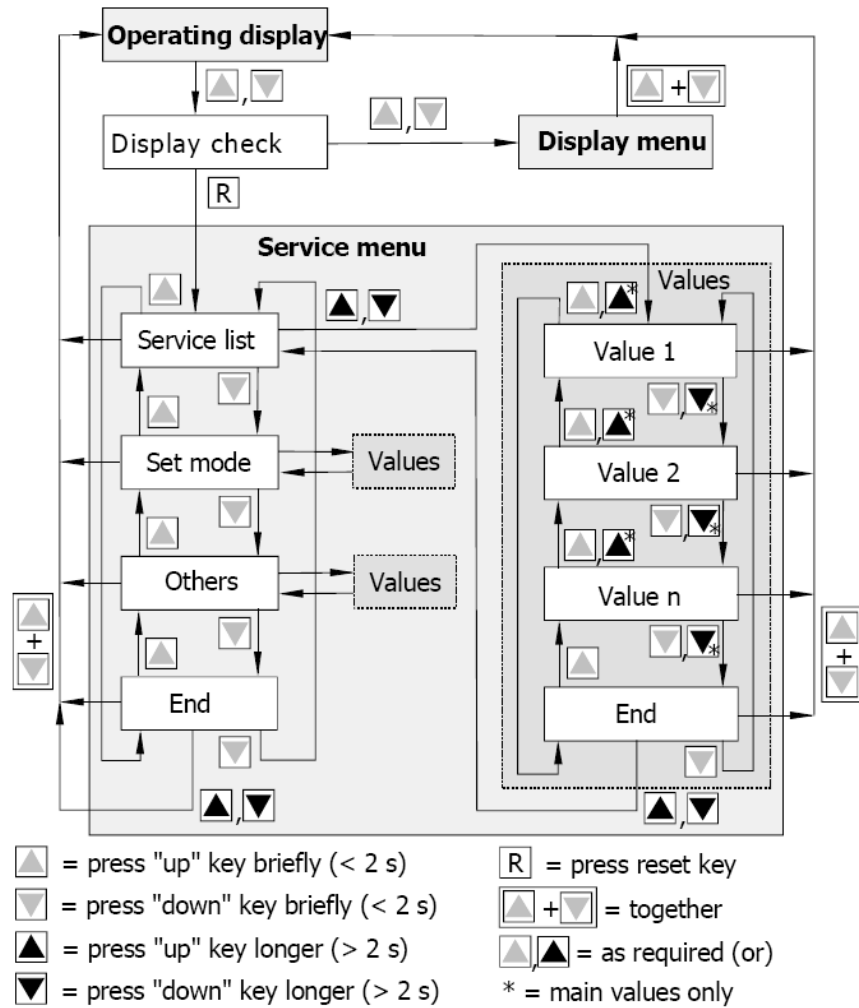 Operating display
,
+
,
Display check
Display menu
R
Service menu
Values
,
, *
Service list
Value 1
, *
, *
Set mode
Values
Value 2
, *
, *
Others
Values
Value n
+
, *
+
End
End
,
,
= press "up" key briefly (< 2 s)
= press "down" key briefly (< 2 s)
= press "up" key longer (> 2 s)
= press "down" key longer (> 2 s)
R = press reset key
+ = together
, = as required (or)
* = main values only